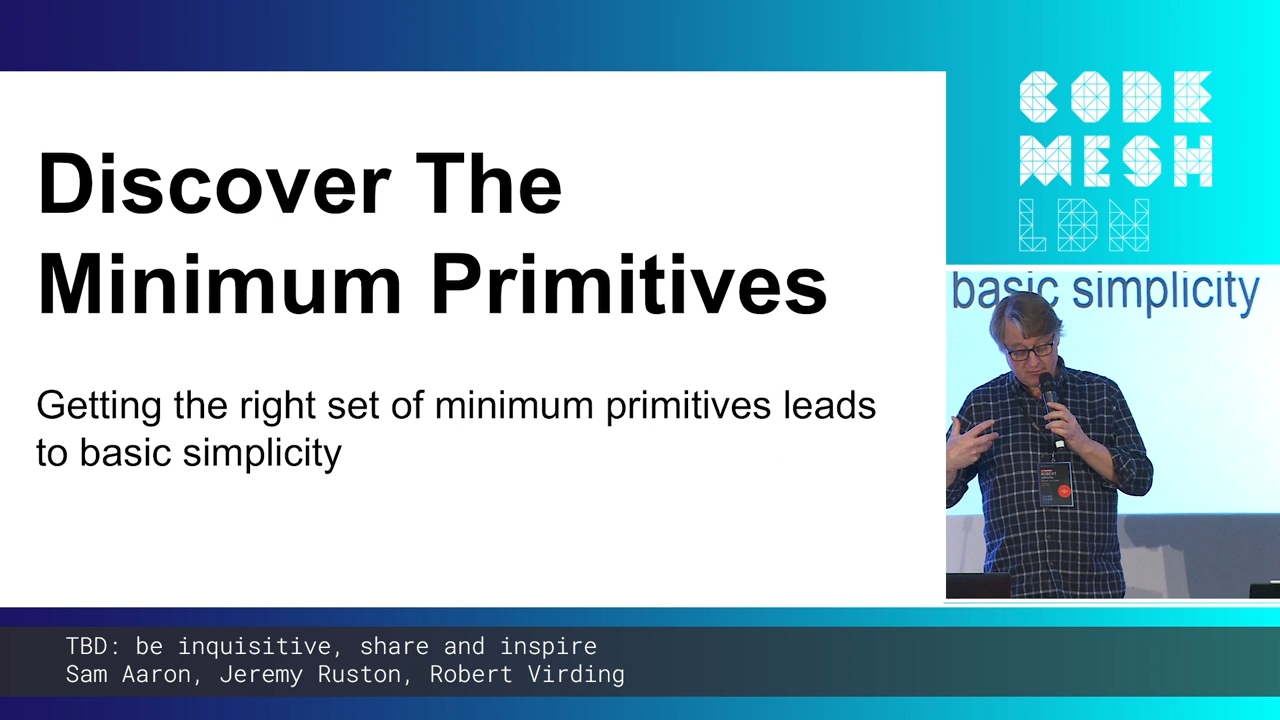 Discover The
Minimum Primitives
Getting the right set of minimum primitives leads
to basic simplicity
CODE
MESH
LDN
basic simplicity
ROBERT
TBD: be inquisitive, share and inspire
Sam Aaron, Jeremy Ruston, Robert Virding